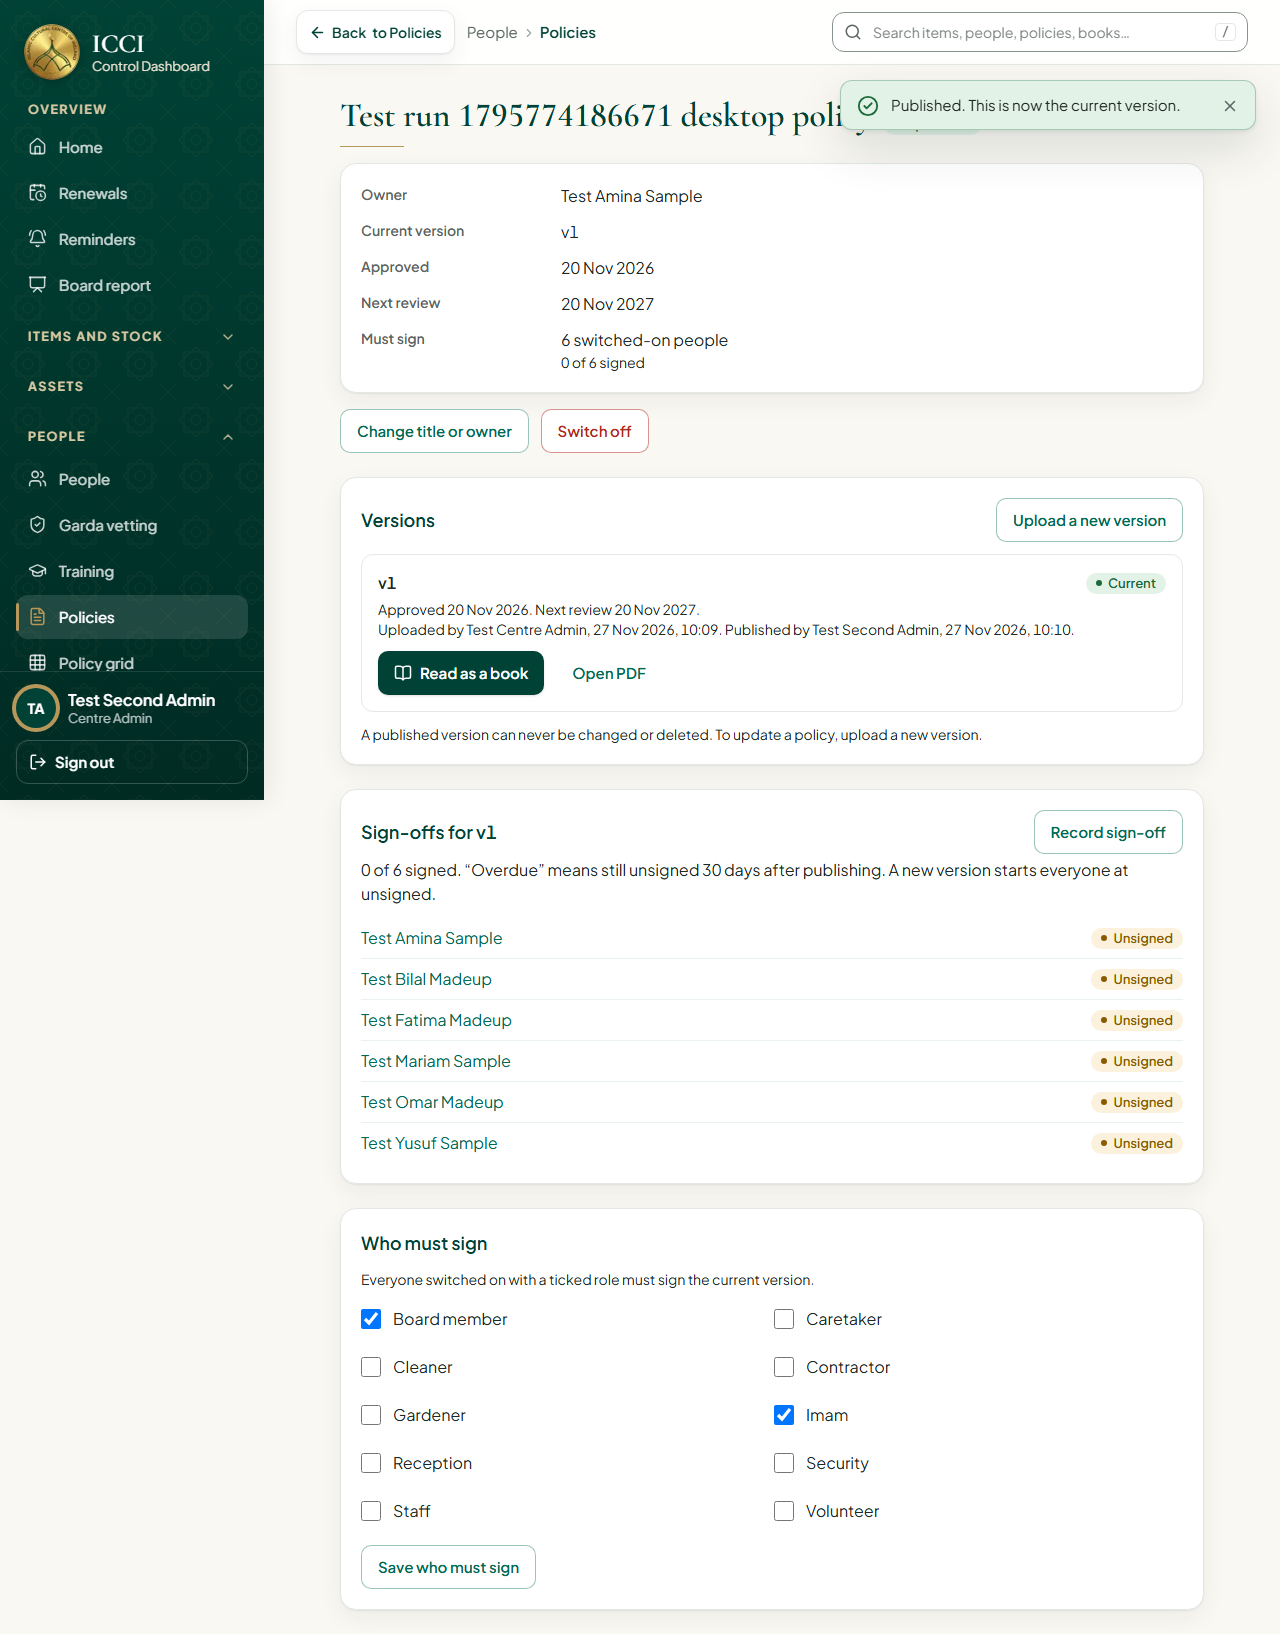 ICCI
Control Dashboard
OVERVIEW
Home
Renewals
Reminders
Board report
ITEMS AND STOCK
ASSETS
PEOPLE
People
Garda vetting
Training
Policies
Policy grid
TA
Test Second Admin
Centre Admin
Sign out
Back to Policies
People › Policies
Search items, people, policies, books…
/
Published. This is now the current version.
Test run 1795774186671 desktop policy
Owner
Test Amina Sample
Current version
v1
Approved
20 Nov 2026
Next review
20 Nov 2027
Must sign
6 switched-on people
0 of 6 signed
Change title or owner
Switch off
Versions
Upload a new version
v1
Current
Approved 20 Nov 2026. Next review 20 Nov 2027.
Uploaded by Test Centre Admin, 27 Nov 2026, 10:09. Published by Test Second Admin, 27 Nov 2026, 10:10.
Read as a book
Open PDF
A published version can never be changed or deleted. To update a policy, upload a new version.
Sign-offs for v1
Record sign-off
0 of 6 signed. “Overdue” means still unsigned 30 days after publishing. A new version starts everyone at
unsigned.
Test Amina Sample
Unsigned
Test Bilal Madeup
Unsigned
Test Fatima Madeup
Unsigned
Test Mariam Sample
Unsigned
Test Omar Madeup
Unsigned
Test Yusuf Sample
Unsigned
Who must sign
Everyone switched on with a ticked role must sign the current version.
Board member
Caretaker
Cleaner
Contractor
Gardener
Imam
Reception
Security
Staff
Volunteer
Save who must sign